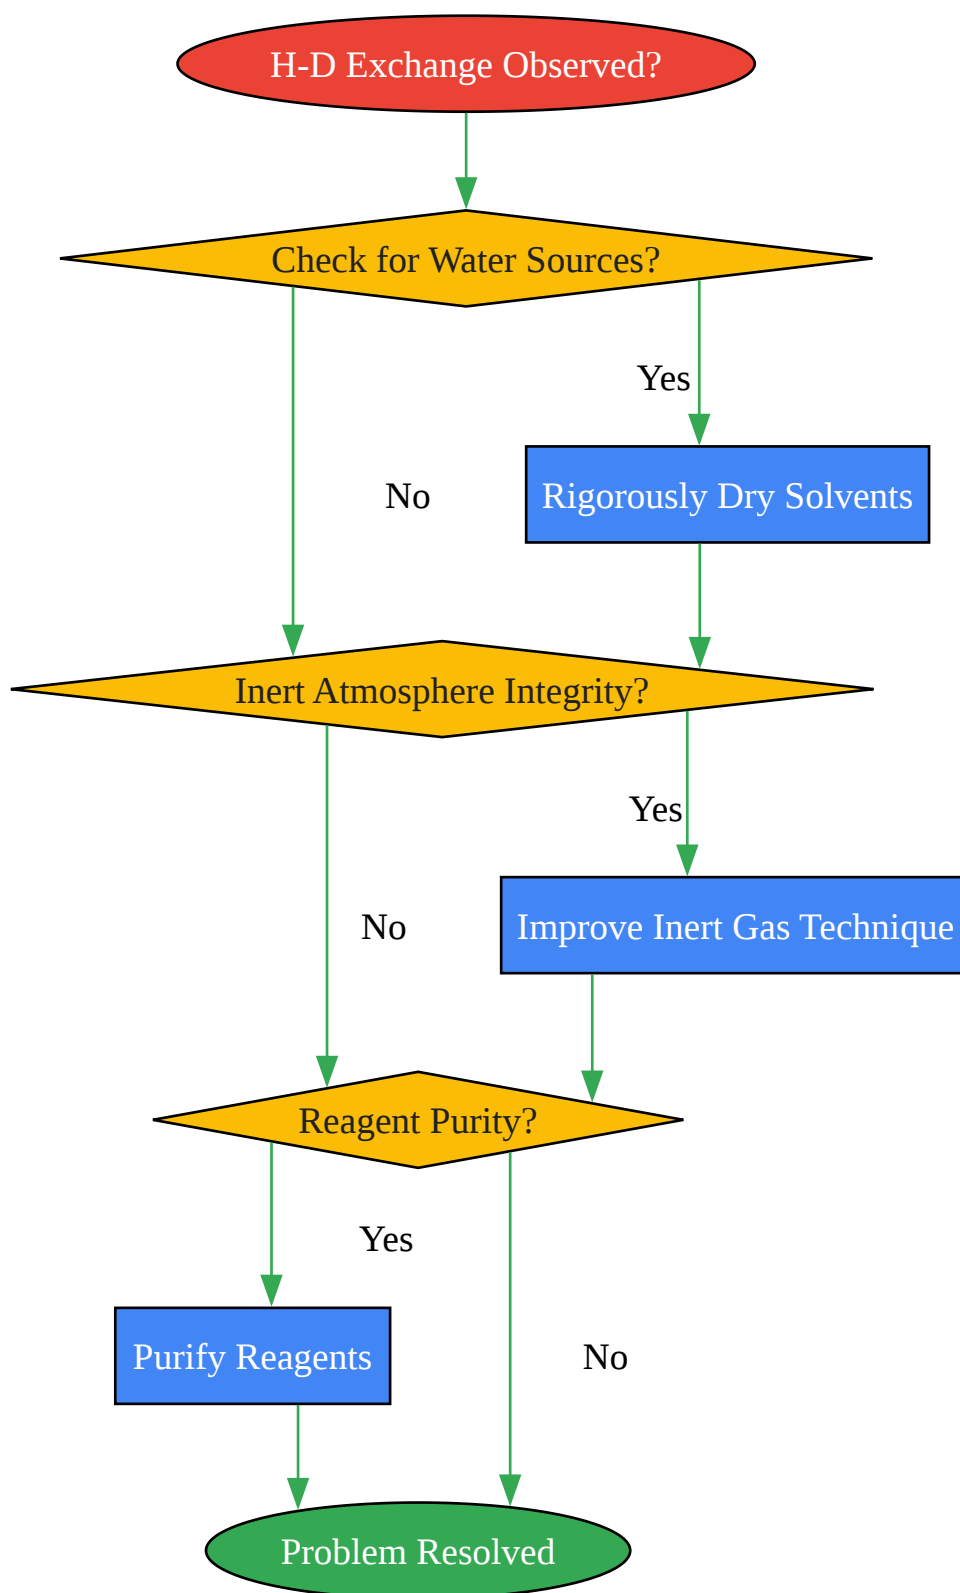 H-D Exchange Observed?
Check for Water Sources?
Yes
No
Rigorously Dry Solvents
Inert Atmosphere Integrity?
Yes
No
Improve Inert Gas Technique
Reagent Purity?
Yes
Purify Reagents
No
Problem Resolved